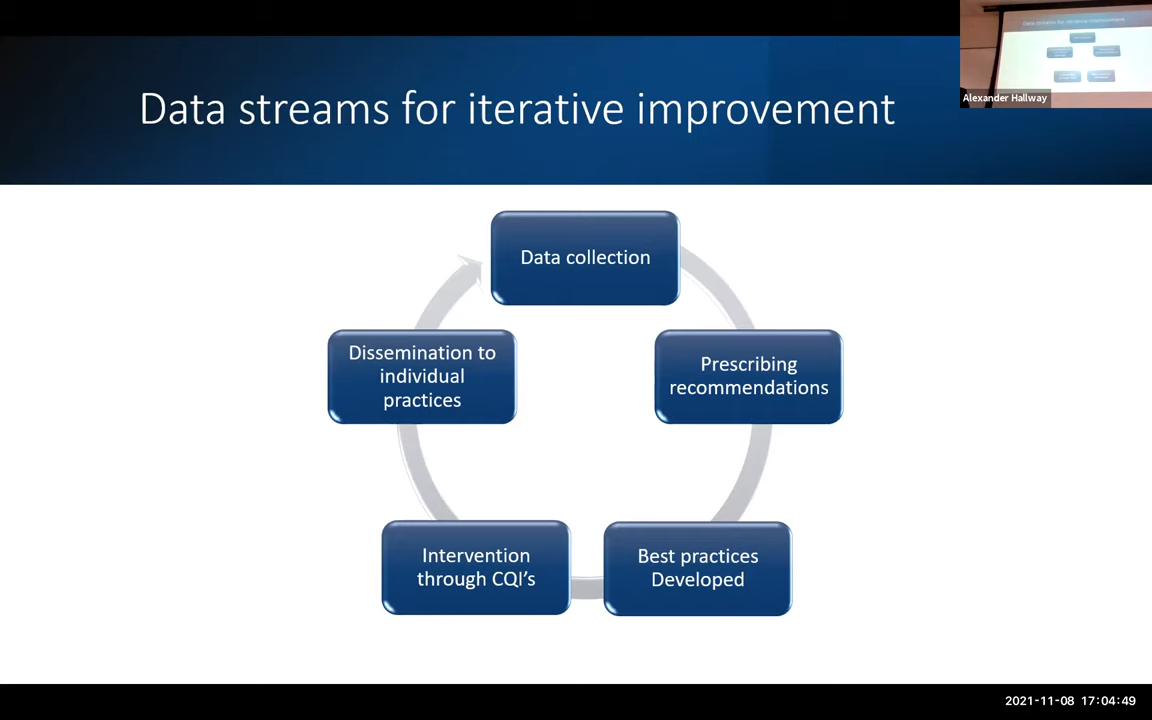 Data streams for iterative improvement
Alexander Hallway
Data collection
Prescribing
recommendations
Best practices
Developed
Intervention
through CQI's
Dissemination to
individual
practices
2021-11-08 17:04:49